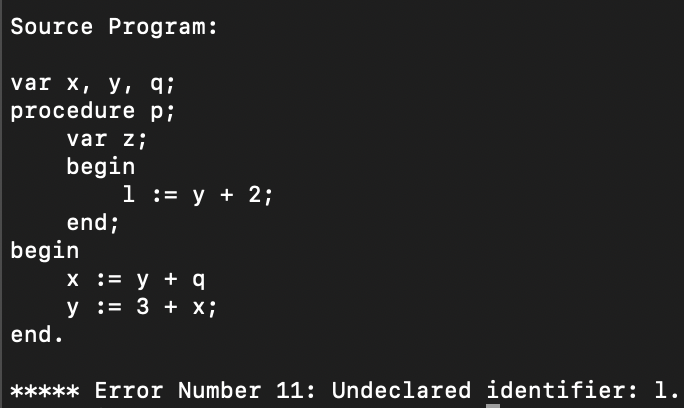 Source Program:
var x, y, q;
procedure p;
    var z;
    begin
        l := y + 2;
    end;
begin
    x := y + q
    y := 3 + x;
end.
***** Error Number 11: Undeclared identifier: l.